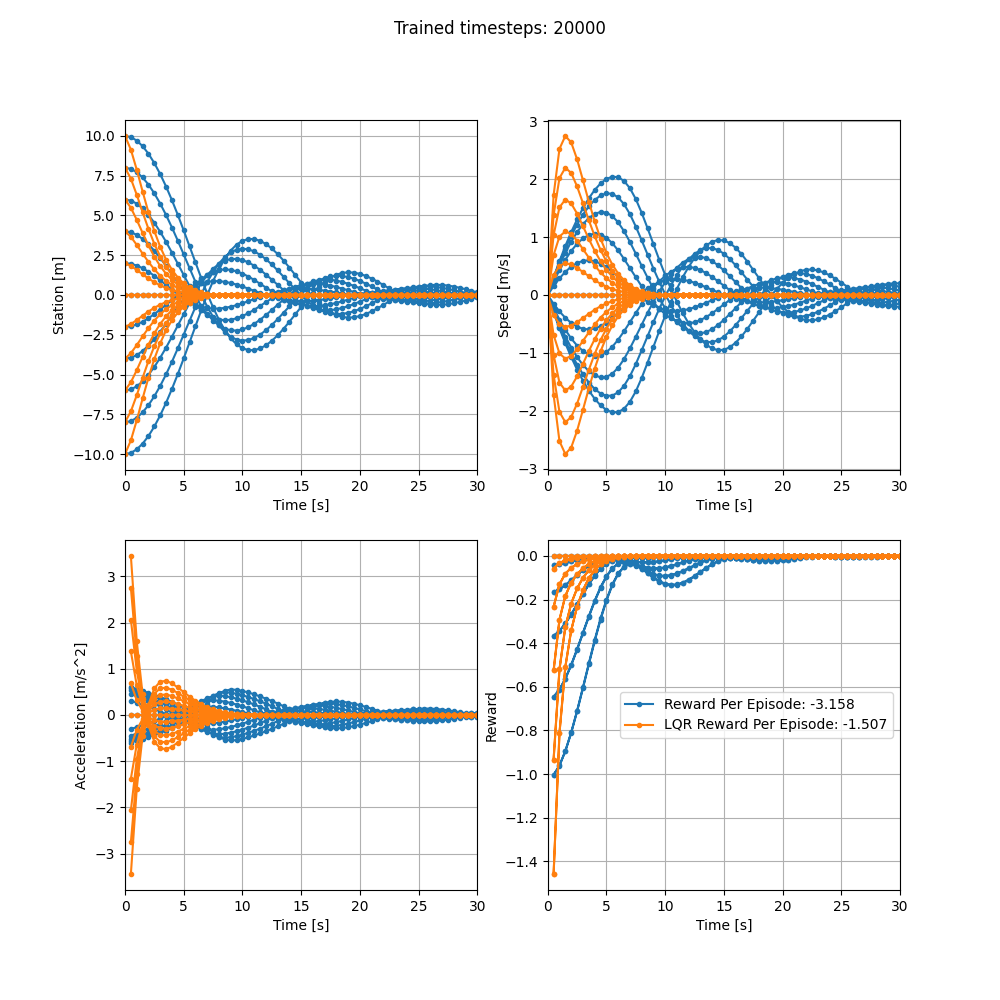 Trained timesteps: 20000
10.0
7.5
5.0
2.5
0.0
−2.5
−5.0
−7.5
−10.0
Station [m]
0 5 10 15 20 25 30
Time [s]
3
2
1
0
−1
−2
−3
Speed [m/s]
0 5 10 15 20 25 30
Time [s]
3
2
1
0
−1
−2
−3
Acceleration [m/s^2]
0 5 10 15 20 25 30
Time [s]
0.0
−0.2
−0.4
−0.6
−0.8
−1.0
−1.2
−1.4
Reward
Reward Per Episode: -3.158
LQR Reward Per Episode: -1.507
0 5 10 15 20 25 30
Time [s]